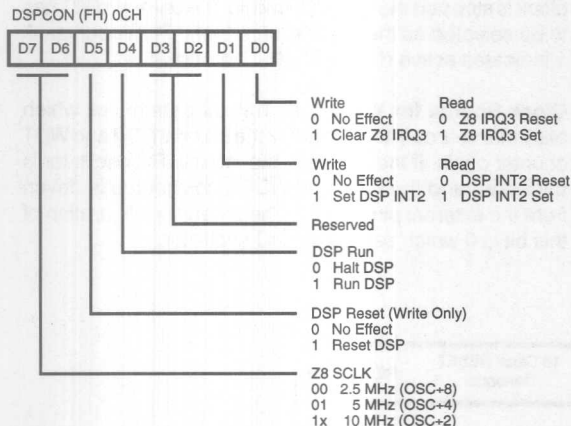 DSPCON (FH) 0CH
D7 D6 D5 D4 D3 D2 D1 D0
Write Read
0 No Effect 0 Z8 IRQ3 Reset
1 Clear Z8 IRQ3 1 Z8 IRQ3 Set
Write Read
0 No Effect 0 DSP INT2 Reset
1 Set DSP INT2 1 DSP INT2 Set
Reserved
DSP Run
0 Halt DSP
1 Run DSP
DSP Reset (Write Only)
0 No Effect
1 Reset DSP
Z8 SCLK
00 2.5 MHz (OSC÷8)
01 5 MHz (OSC÷4)
1x 10 MHz (OSC÷2)